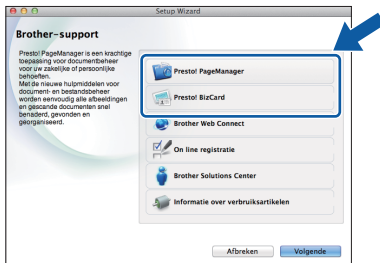 Setup Wizard
Brother-support
Presto! PageManager is een krachtige
toepassing voor documentbeheer
voor uw zakelijke of persoonlijke
behoeften.
Met de nieuwe hulpmiddelen voor
document- en bestandsbeheer
worden eenvoudig alle afbeeldingen
en gescande documenten snel
benaderd, gevonden en
georganiseerd.
Presto! PageManager
Presto! BizCard
Brother Web Connect
On line registratie
Brother Solutions Center
Informatie over verbruiksartikelen
Afbreken
Volgende